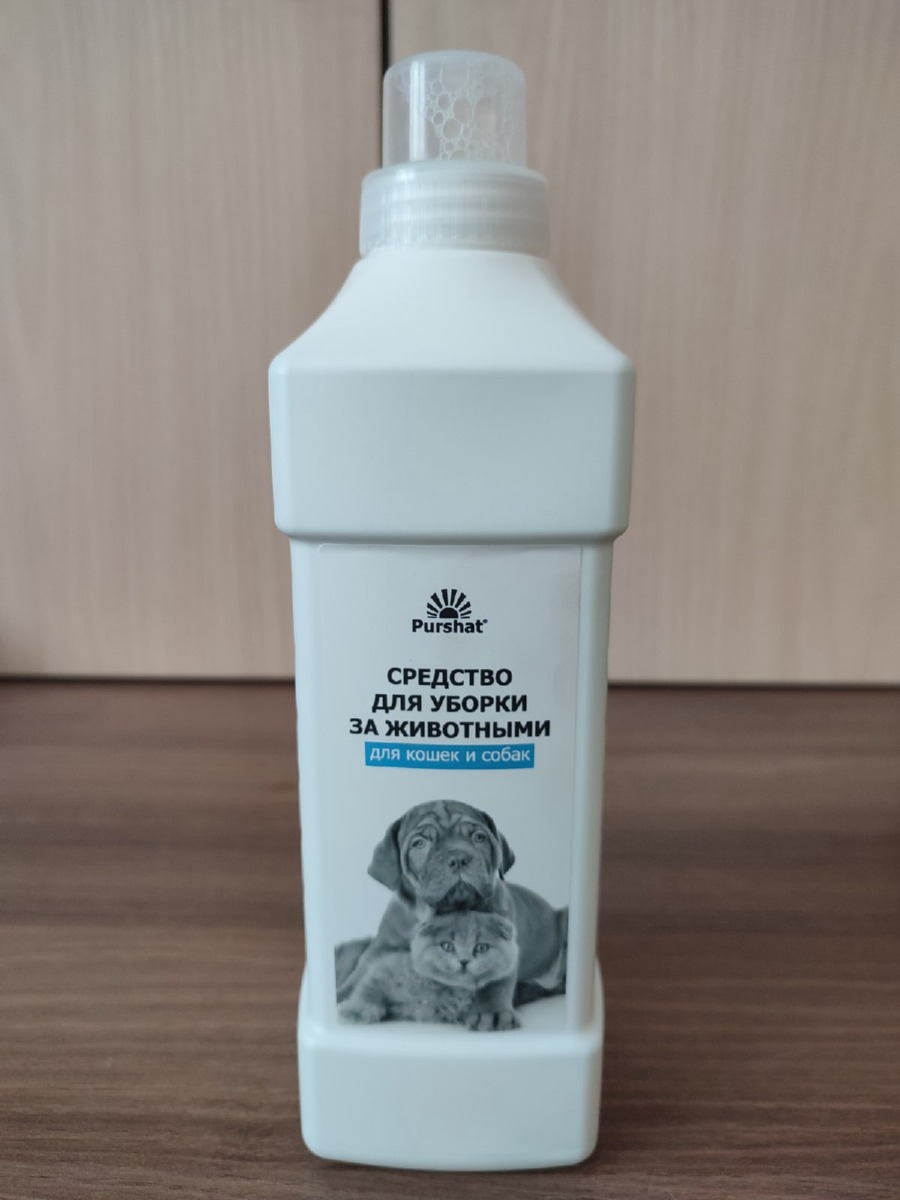 Purshat®
СРЕДСТВО
ДЛЯ УБОРКИ
ЗА ЖИВОТНЫМИ
для кошек и собак